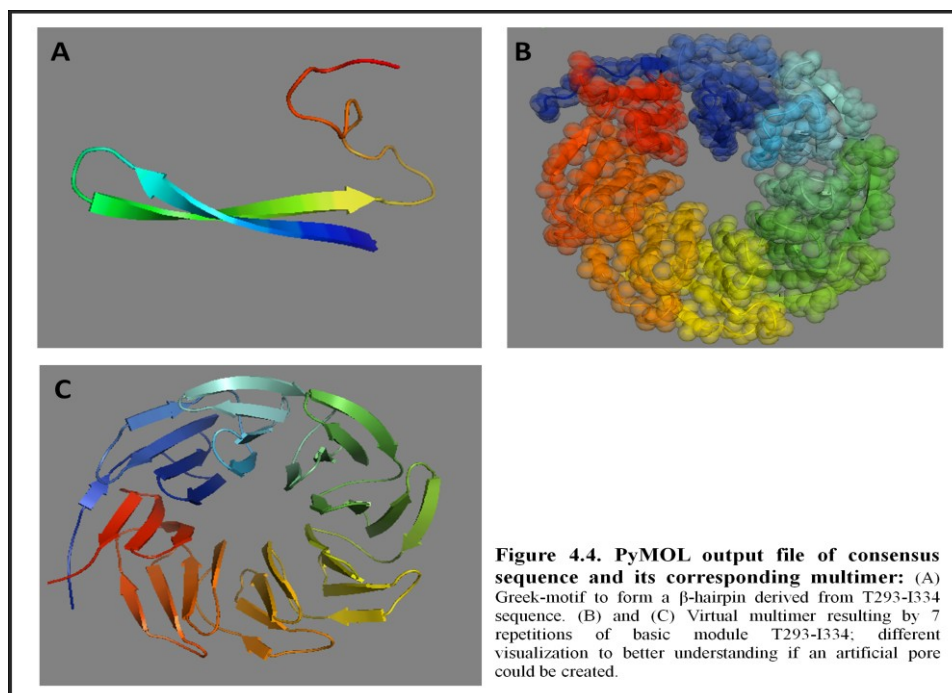 A
B
C
Figure 4.4. PyMOL output file of consensus
sequence and its corresponding multimer: (A)
Greek-motif to form a β-hairpin derived from T293-I334
sequence. (B) and (C) Virtual multimer resulting by 7
repetitions of basic module T293-I334; different
visualization to better understanding if an artificial pore
could be created.